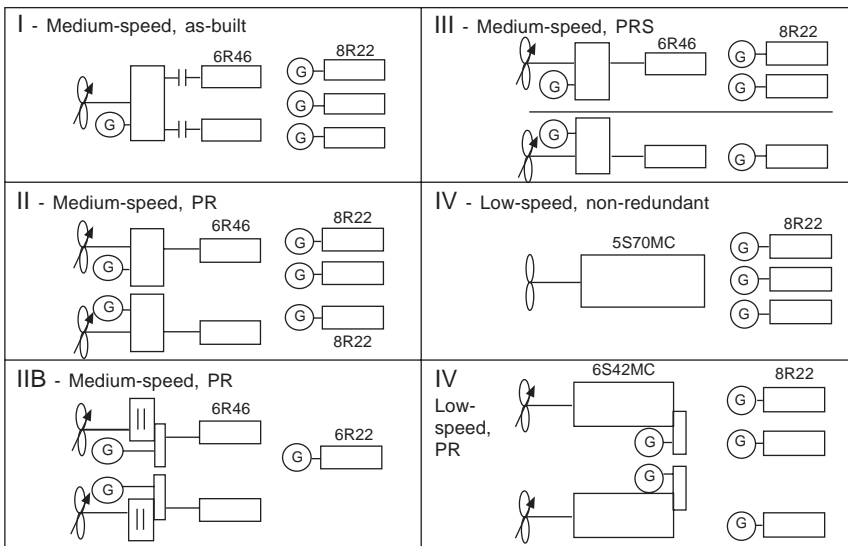 I - Medium-speed, as-built
6R46
8R22
G
G
G
G
III - Medium-speed, PRS
6R46
8R22
G
G
G
G
G
II - Medium-speed, PR
6R46
8R22
G
G
G
G
G
8R22
IV - Low-speed, non-redundant
5S70MC
8R22
G
G
G
IIB - Medium-speed, PR
6R46
6R22
G
G
G
IV
Low-
speed,
PR
6S42MC
8R22
G
G
G
G
G